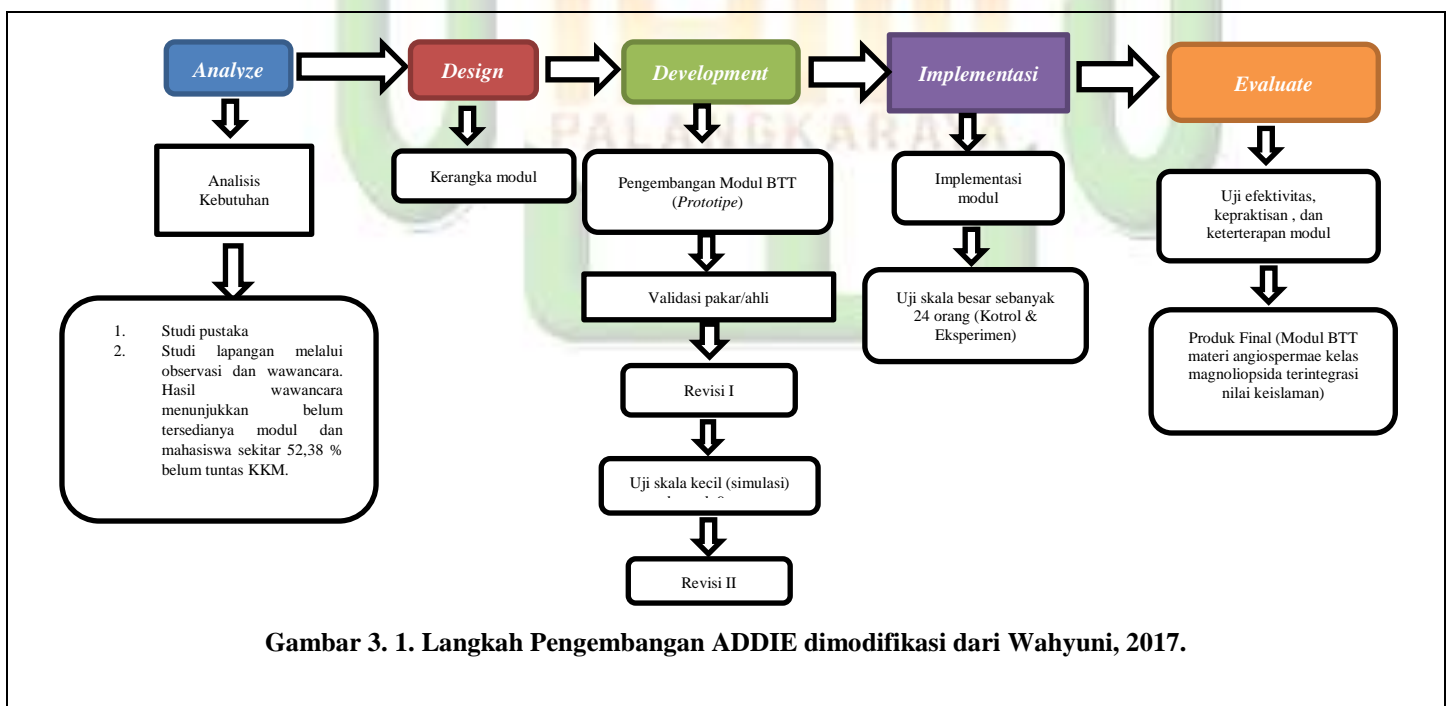 Analyze
Design
Development
Implementasi
Evaluate
PALANGKARAYA
Analisis
Kebutuhan
1. Studi pustaka
2. Studi lapangan melalui
observasi dan wawancara.
Hasil wawancara
menunjukkan belum
tersedianya modul dan
mahasiswa sekitar 52,38 %
belum tuntas KKM.
Kerangka modul
Pengembangan Modul BTT
(Prototipe)
Validasi pakar/ahli
Revisi I
Uji skala kecil (simulasi)
Revisi II
Implementasi
modul
Uji skala besar sebanyak
24 orang (Kotrol &
Eksperimen)
Uji efektivitas,
kepraktisan , dan
keterterapan modul
Produk Final (Modul BTT
materi angiospermae kelas
magnoliopsida terintegrasi
nilai keislaman)
Gambar 3. 1. Langkah Pengembangan ADDIE dimodifikasi dari Wahyuni, 2017.